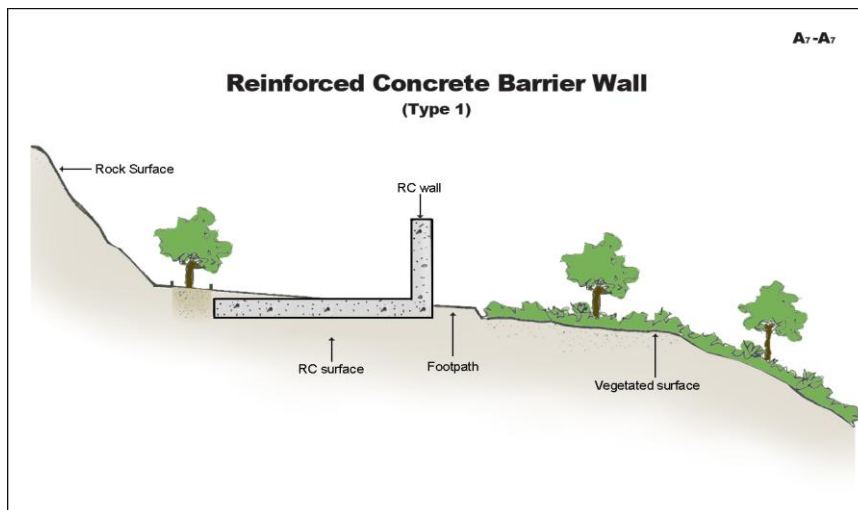 A7-A7
Reinforced Concrete Barrier Wall
(Type 1)
Rock Surface
RC wall
RC surface
Footpath
Vegetated surface